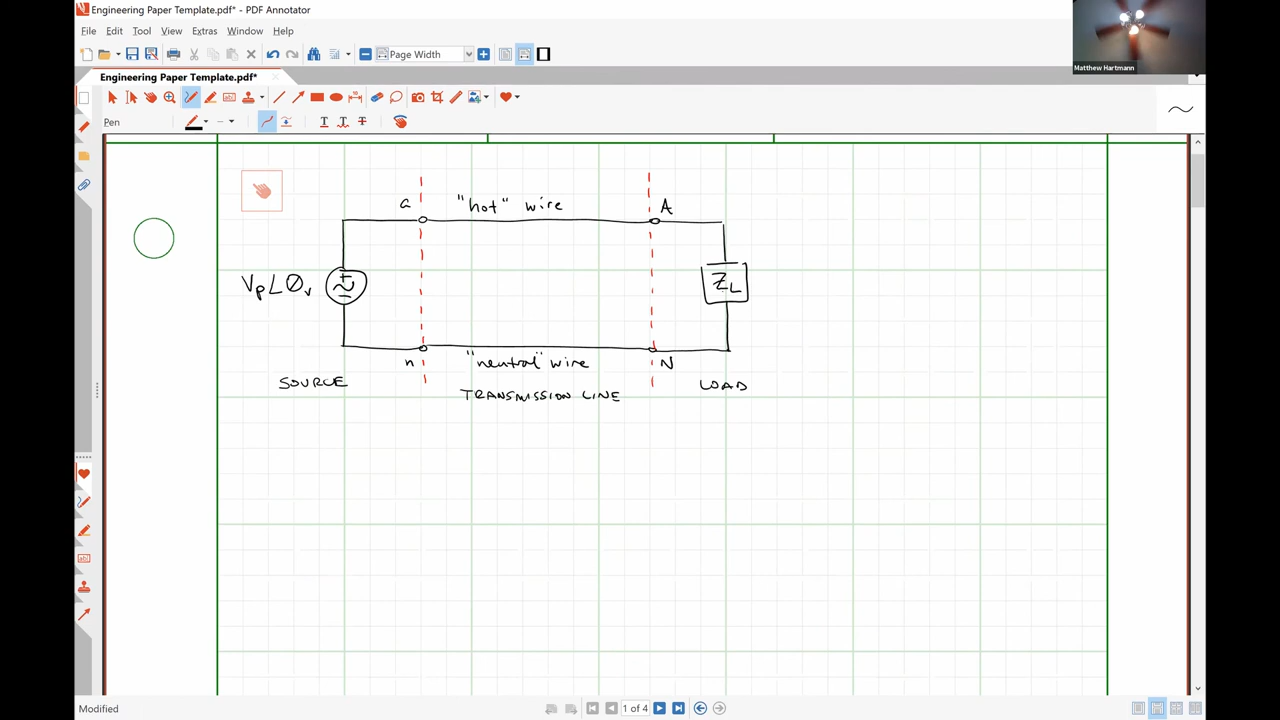 Engineering Paper Template.pdf* - PDF Annotator
File Edit Tool View Extras Window Help
Page Width
Matthew Hartmann
Engineering Paper Template.pdf*
Pen
a "hot" wire A
Vp∠Øv + ~ − ZL
n "neutral" wire N
SOURCE TRANSMISSION LINE LOAD
Modified 1 of 4